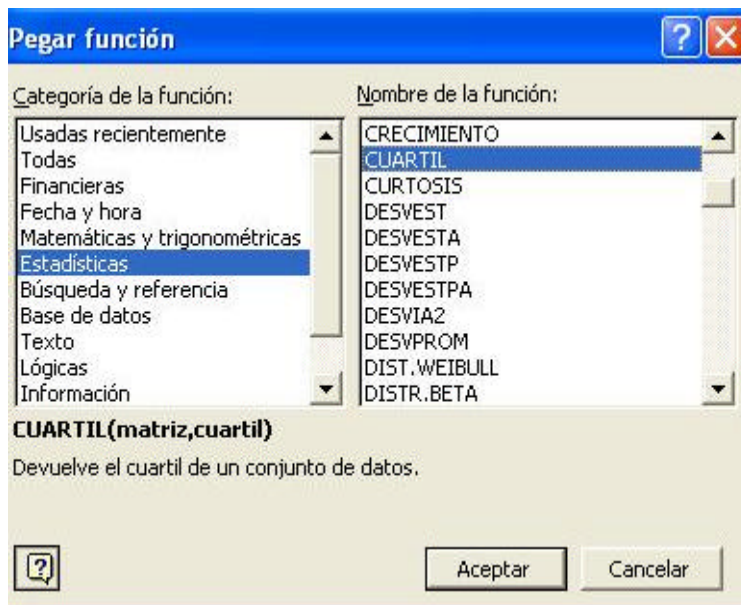 Pegar función
Categoría de la función:
Nombre de la función:
Usadas recientemente
Todas
Financieras
Fecha y hora
Matemáticas y trigonométricas
Estadísticas
Búsqueda y referencia
Base de datos
Texto
Lógicas
Información
CRECIMIENTO
CUARTIL
CURTOSIS
DESVEST
DESVESTA
DESVESTP
DESVESTPA
DESVIA2
DESVPROM
DIST.WEIBULL
DISTR.BETA
CUARTIL(matriz,cuartil)
Devuelve el cuartil de un conjunto de datos.
Aceptar
Cancelar